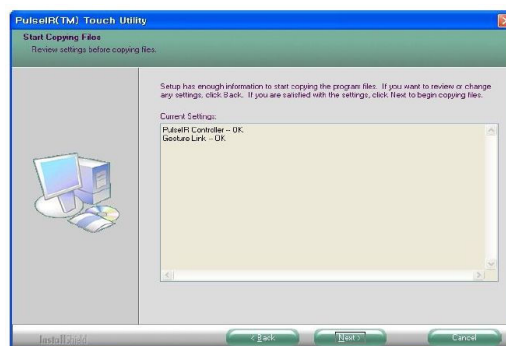 PulseIR(TM) Touch Utility
Start Copying Files
Review settings before copying files.
Setup has enough information to start copying the program files. If you want to review or change
any settings, click Back. If you are satisfied with the settings, click Next to begin copying files.
Current Settings:
PulseIR Controller -- OK
Gesture Link -- OK
InstallShield
< Back
Next >
Cancel